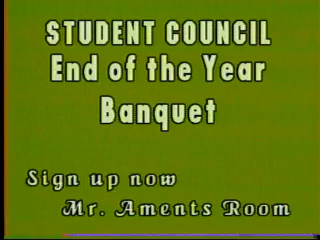 STUDENT COUNCIL
End of the Year
Banquet
Sign up now
Mr. Aments Room